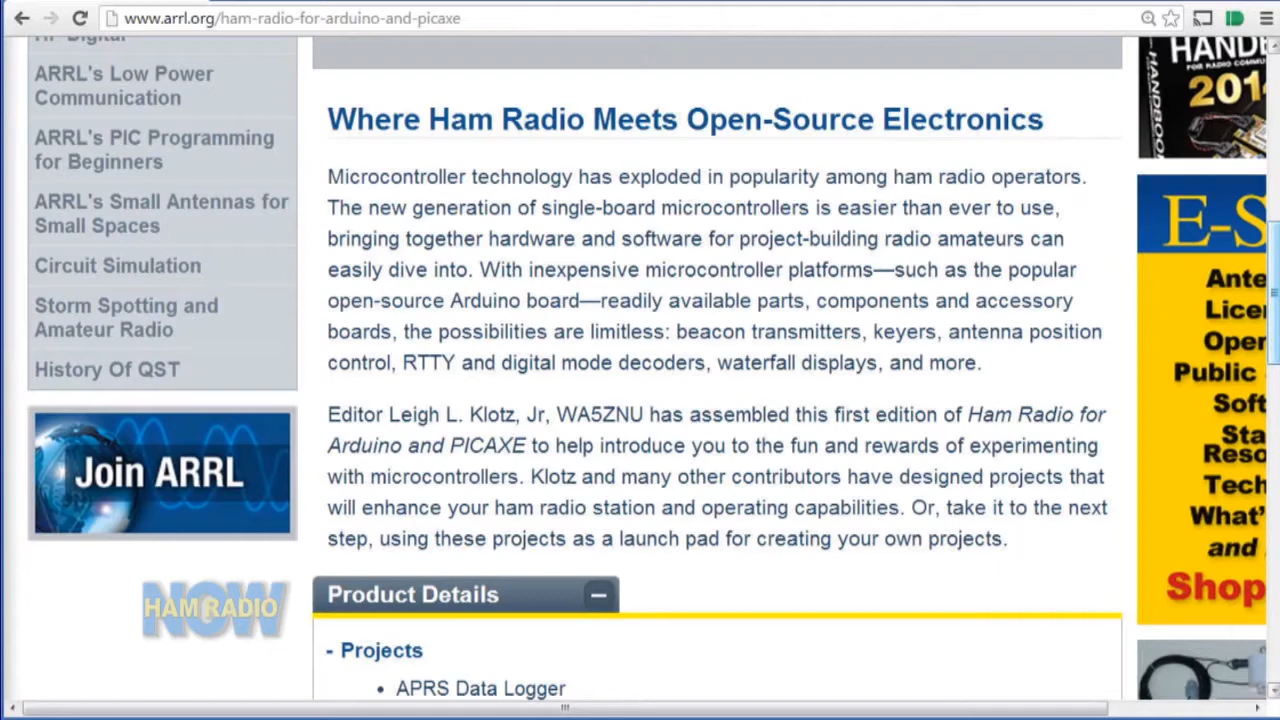 www.arrl.org/ham-radio-for-arduino-and-picaxe
HF Digital
ARRL's Low Power
Communication
ARRL's PIC Programming
for Beginners
ARRL's Small Antennas for
Small Spaces
Circuit Simulation
Storm Spotting and
Amateur Radio
History Of QST
Join ARRL
HAM RADIO
NOW
Where Ham Radio Meets Open-Source Electronics
Microcontroller technology has exploded in popularity among ham radio operators.
The new generation of single-board microcontrollers is easier than ever to use,
bringing together hardware and software for project-building radio amateurs can
easily dive into. With inexpensive microcontroller platforms—such as the popular
open-source Arduino board—readily available parts, components and accessory
boards, the possibilities are limitless: beacon transmitters, keyers, antenna position
control, RTTY and digital mode decoders, waterfall displays, and more.
Editor Leigh L. Klotz, Jr, WA5ZNU has assembled this first edition of Ham Radio for
Arduino and PICAXE to help introduce you to the fun and rewards of experimenting
with microcontrollers. Klotz and many other contributors have designed projects that
will enhance your ham radio station and operating capabilities. Or, take it to the next
step, using these projects as a launch pad for creating your own projects.
Product Details
- Projects
• APRS Data Logger
HANDE
FOR RADIO COMMU
2014
HANDBOOK
E-S
Ante
Lice
Oper
Public
Soft
Sta
Reso
Tech
What'
and
Shop